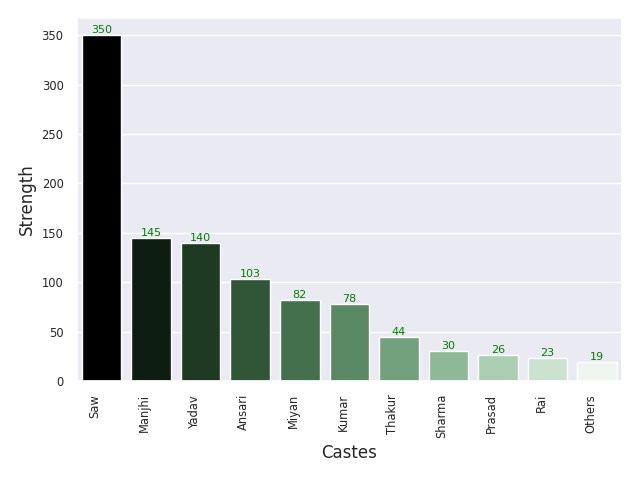 350
350
300
250
Strength
200
150
145
140
103
100
82
78
50
44
30
26
23
19
0
Saw
Manjhi
Yadav
Ansari
Miyan
Kumar
Thakur
Sharma
Prasad
Rai
Others
Castes